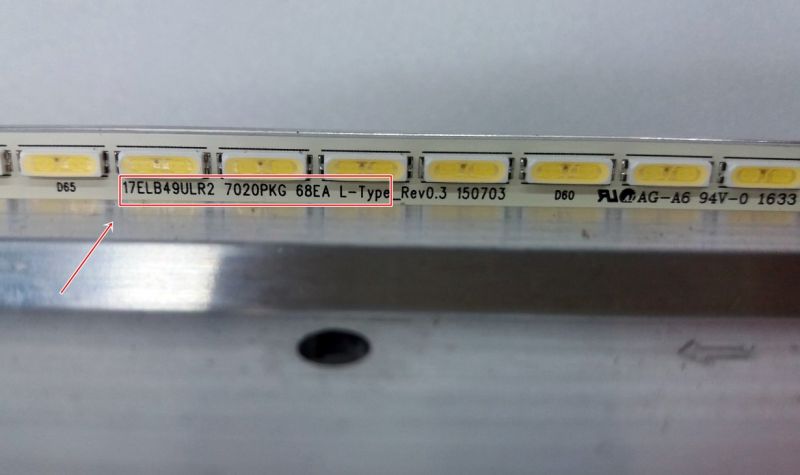 D65
17ELB49ULR2 7020PKG 68EA L-Type_Rev0.3 150703
D60
AG-A6 94V-0 1633